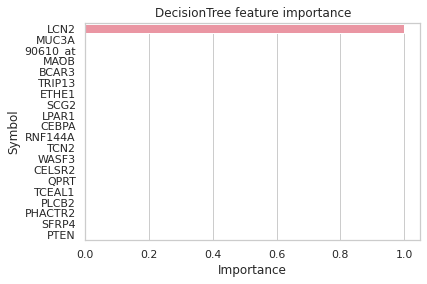 DecisionTree feature importance
Symbol
LCN2
MUC3A
90610_at
MAOB
BCAR3
TRIP13
ETHE1
SCG2
LPAR1
CEBPA
RNF144A
TCN2
WASF3
CELSR2
QPRT
TCEAL1
PLCB2
PHACTR2
SFRP4
PTEN
0.0 0.2 0.4 0.6 0.8 1.0
Importance